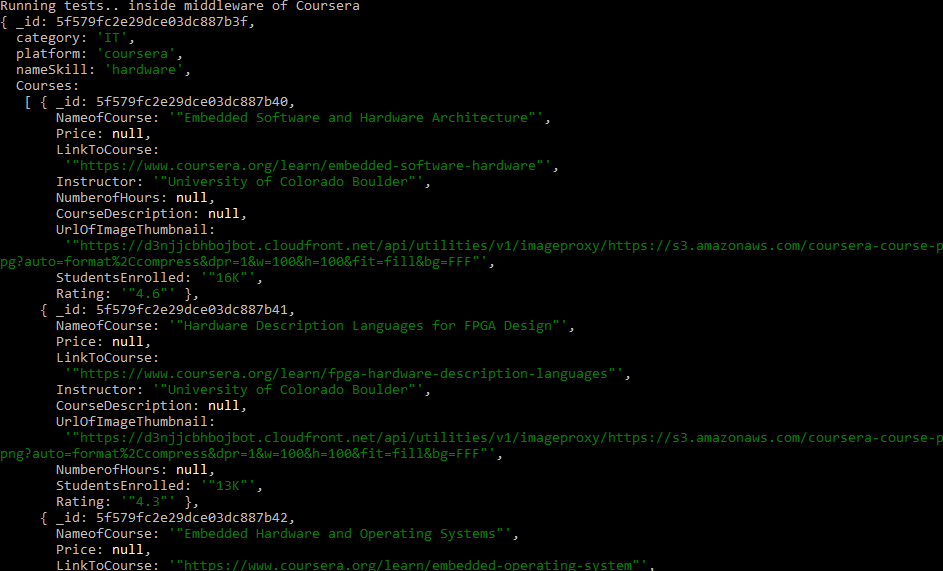 Running tests.. inside middleware of Coursera
{ _id: 5f579fc2e29dce03dc887b3f,
category: 'IT',
platform: 'coursera',
nameSkill: 'hardware',
Courses:
[ { _id: 5f579fc2e29dce03dc887b40,
NameofCourse: '"Embedded Software and Hardware Architecture"',
Price: null,
LinkToCourse:
'"https://www.coursera.org/learn/embedded-software-hardware"',
Instructor: '"University of Colorado Boulder"',
NumberofHours: null,
CourseDescription: null,
UrlOfImageThumbnail:
'"https://d3njjcbhbojbot.cloudfront.net/api/utilities/v1/imageproxy/https://s3.amazonaws.com/coursera-course-p
pg?auto=format%2Ccompress&dpr=1&w=100&h=100&fit=fill&bg=FFF"',
StudentsEnrolled: '"16K"',
Rating: '"4.6"' },
{ _id: 5f579fc2e29dce03dc887b41,
NameofCourse: '"Hardware Description Languages for FPGA Design"',
Price: null,
LinkToCourse:
'"https://www.coursera.org/learn/fpga-hardware-description-languages"',
Instructor: '"University of Colorado Boulder"',
CourseDescription: null,
UrlOfImageThumbnail:
'"https://d3njjcbhbojbot.cloudfront.net/api/utilities/v1/imageproxy/https://s3.amazonaws.com/coursera-course-p
png?auto=format%2Ccompress&dpr=1&w=100&h=100&fit=fill&bg=FFF"',
NumberofHours: null,
StudentsEnrolled: '"13K"',
Rating: '"4.3"' },
{ _id: 5f579fc2e29dce03dc887b42,
NameofCourse: '"Embedded Hardware and Operating Systems"',
Price: null,
LinkToCourse: '"https://www.coursera.org/learn/embedded-operating-system"',